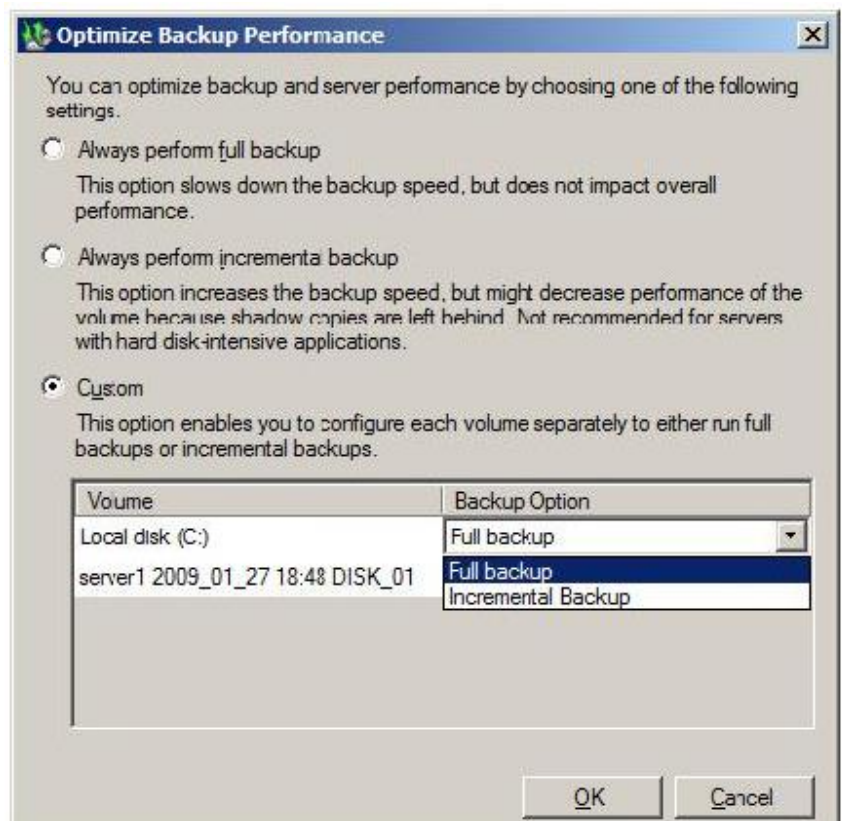 Optimize Backup Performance
You can optimize backup and server performance by choosing one of the following
settings.
Always perform full backup
This option slows down the backup speed, but does not impact overall
performance.
Always perform incremental backup
This option increases the backup speed, but might decrease performance of the
volume because shadow copies are left behind. Not recommended for servers
with hard disk-intensive applications.
Custom
This option enables you to configure each volume separately to either run full
backups or incremental backups.
Volume Backup Option
Local disk (C:) Full backup
server1 2009_01_27 18:48 DISK_01 Full backup
Incremental Backup
OK Cancel